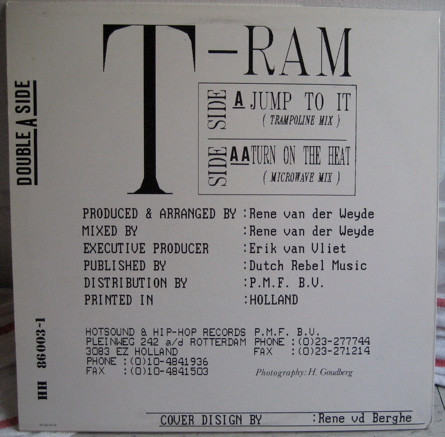 T-RAM
DOUBLE A SIDE
SIDE A JUMP TO IT
( TRAMPOLINE MIX )
SIDE AA TURN ON THE HEAT
( MICROWAVE MIX )
PRODUCED & ARRANGED BY : Rene van der Weyde
MIXED BY : Rene van der Weyde
EXECUTIVE PRODUCER : Erik van Vliet
PUBLISHED BY : Dutch Rebel Music
DISTRIBUTION BY : P.M.F. B.V.
PRINTED IN : HOLLAND
HH 86003-1
HOTSOUND & HIP-HOP RECORDS P.M.F. B.V.
PLEINWEG 242 a/d ROTTERDAM PHONE :(0)23-277744
3083 EZ HOLLAND FAX :(0)23-271214
PHONE :(0)10-4841936
FAX :(0)10-4841503
Photography: H. Goudberg
COVER DISIGN BY :Rene vd Berghe